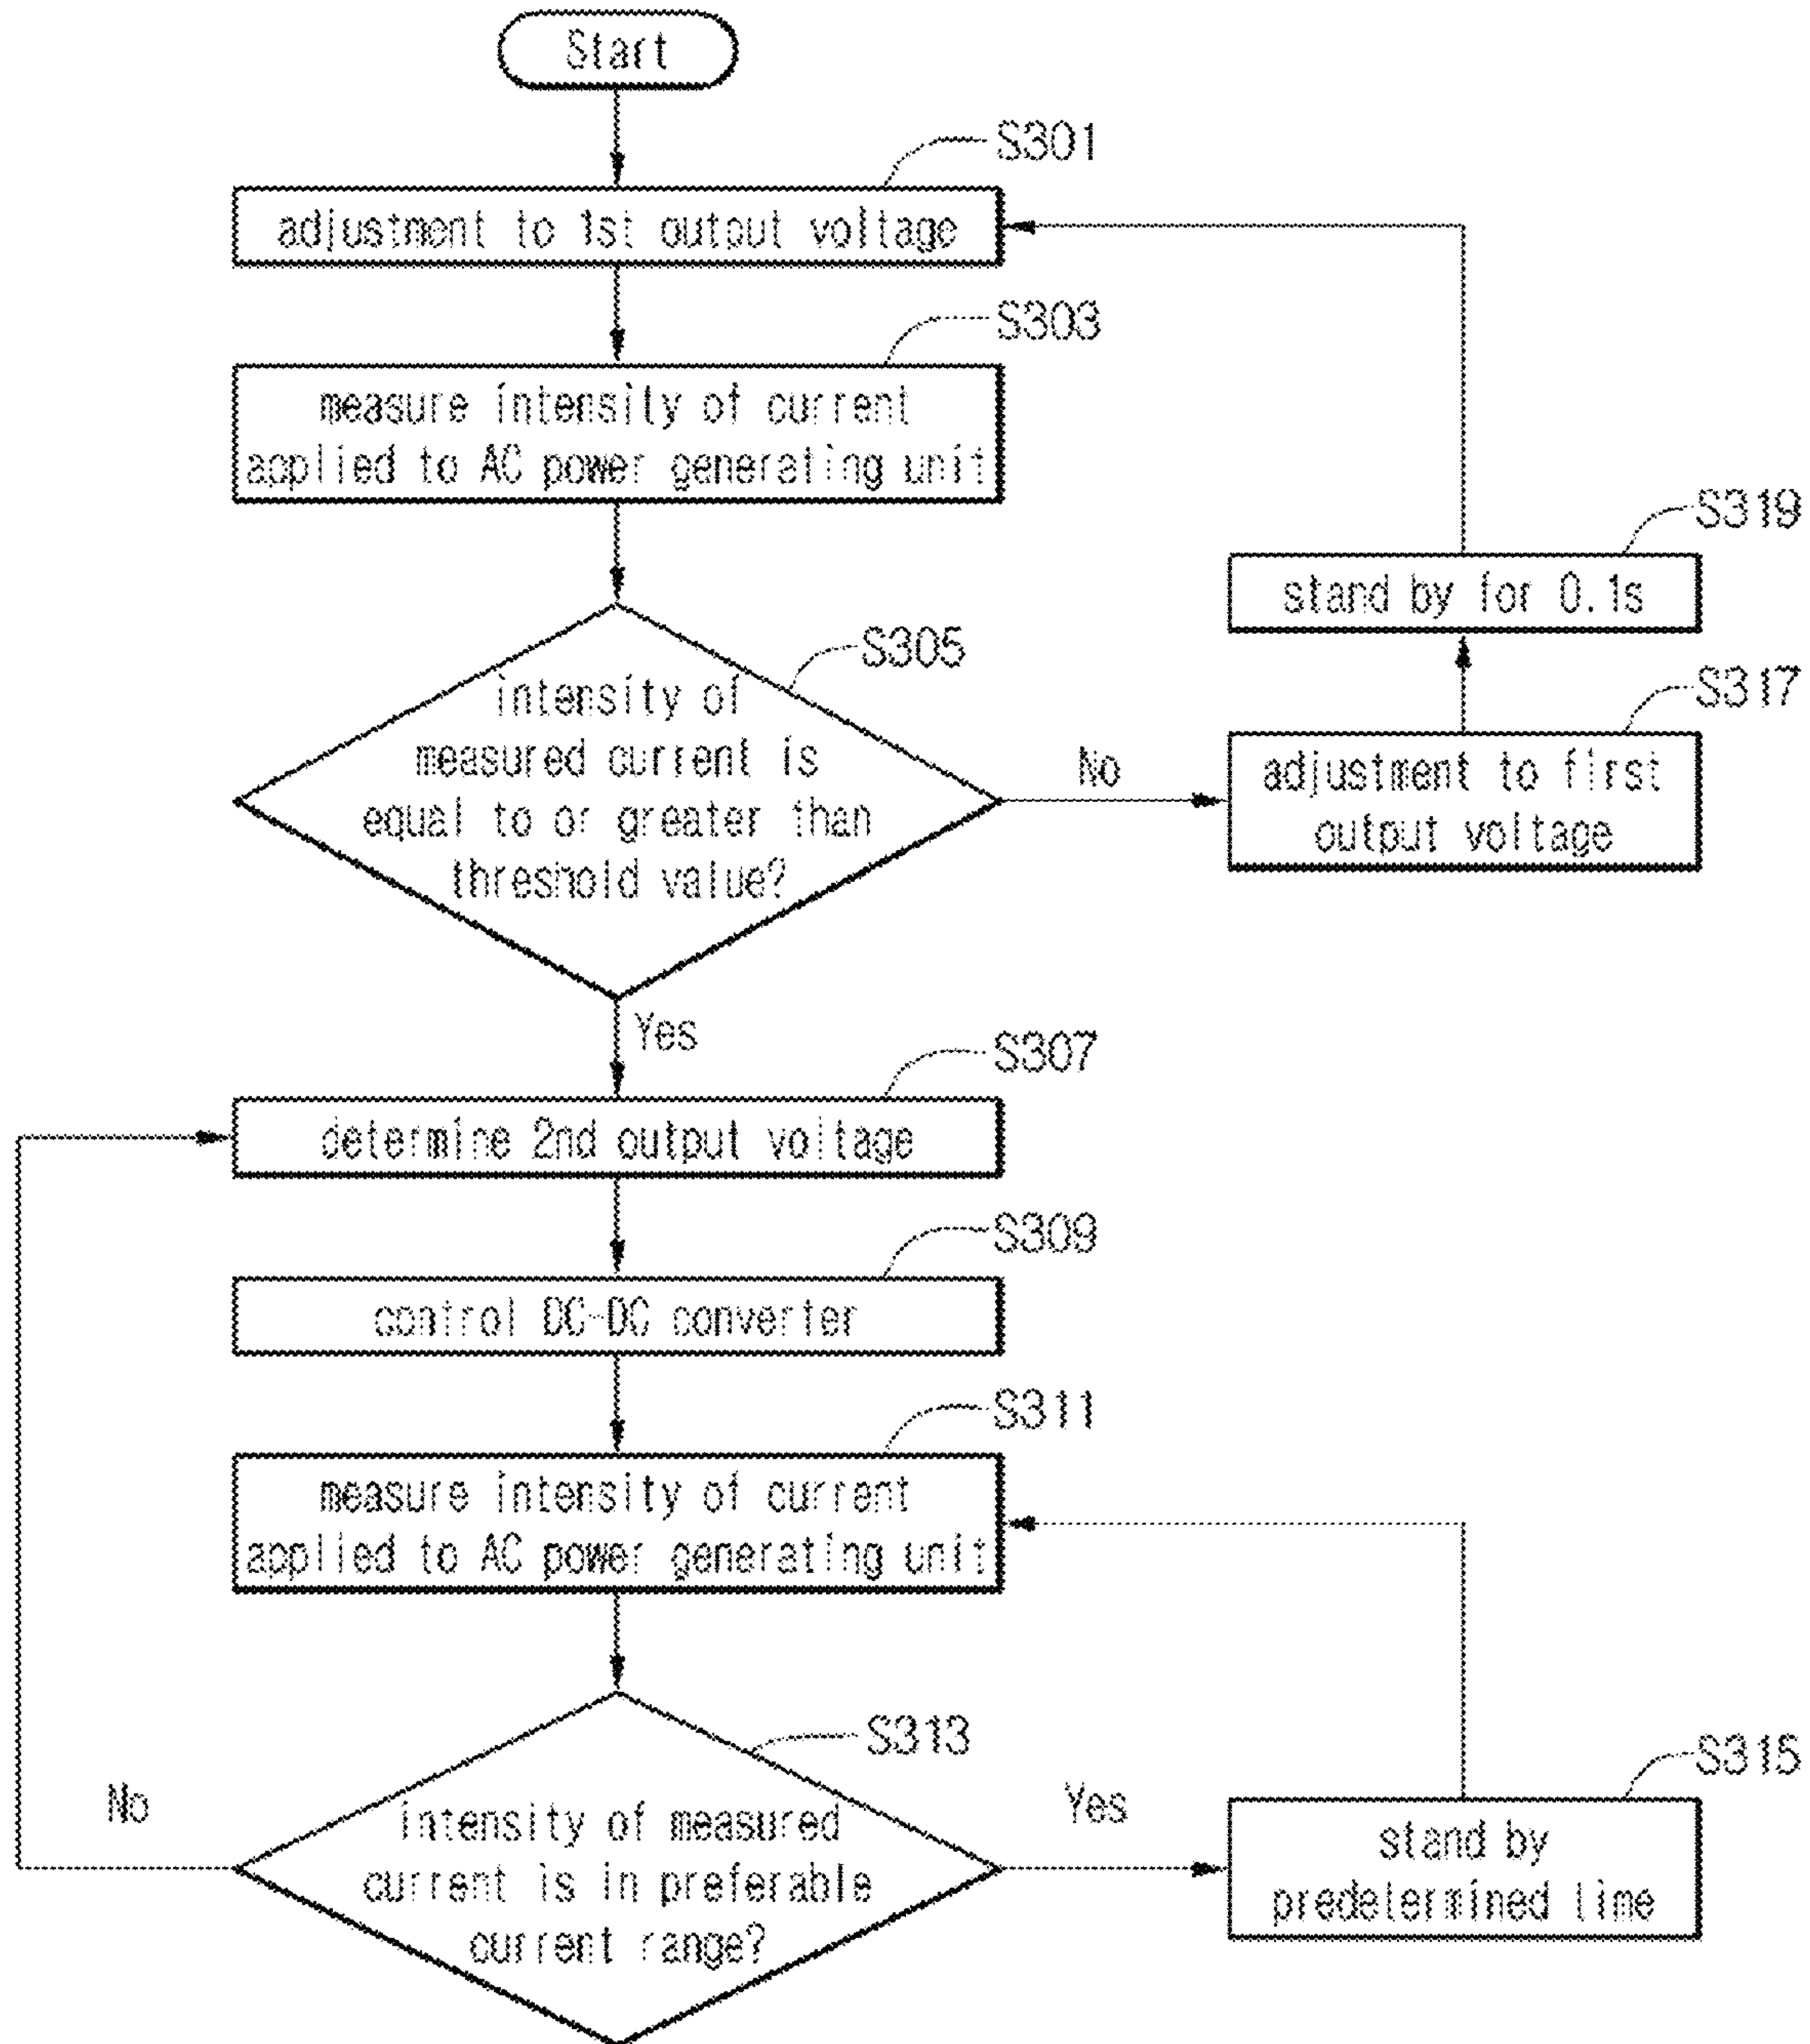 Start
S301
adjustment to 1st output voltage
S303
measure intensity of current
applied to AC power generating unit
S319
stand by for 0.1s
S305
intensity of
measured current is
equal to or greater than
threshold value?
No
S317
adjustment to first
output voltage
Yes
S307
determine 2nd output voltage
S309
control DC-DC converter
S311
measure intensity of current
applied to AC power generating unit
S313
intensity of measured
current is in preferable
current range?
No
Yes
S315
stand by
predetermined time